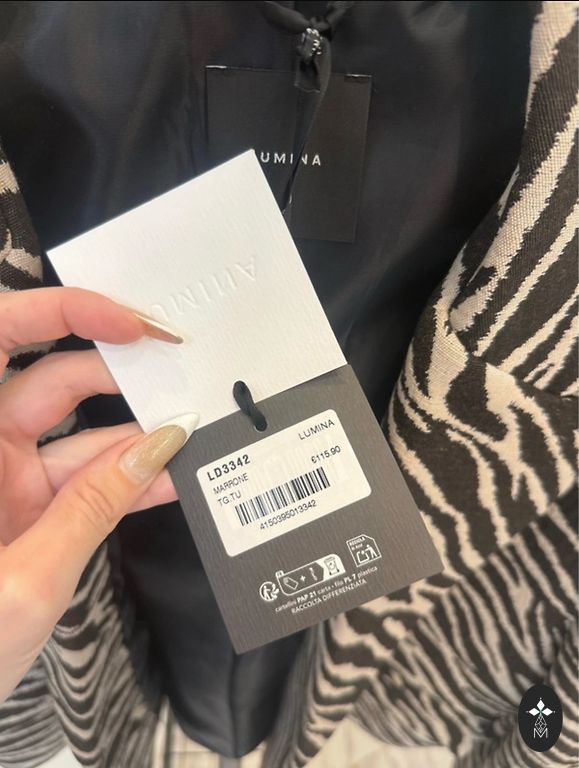 LUMINA
UMINA
LUMINA
LD3342
€115.90
MARRONE
TG.TU
4150395013342
cartellino PAP 21 carta • filo PL 7 plastica
RACCOLTA DIFFERENZIATA
M